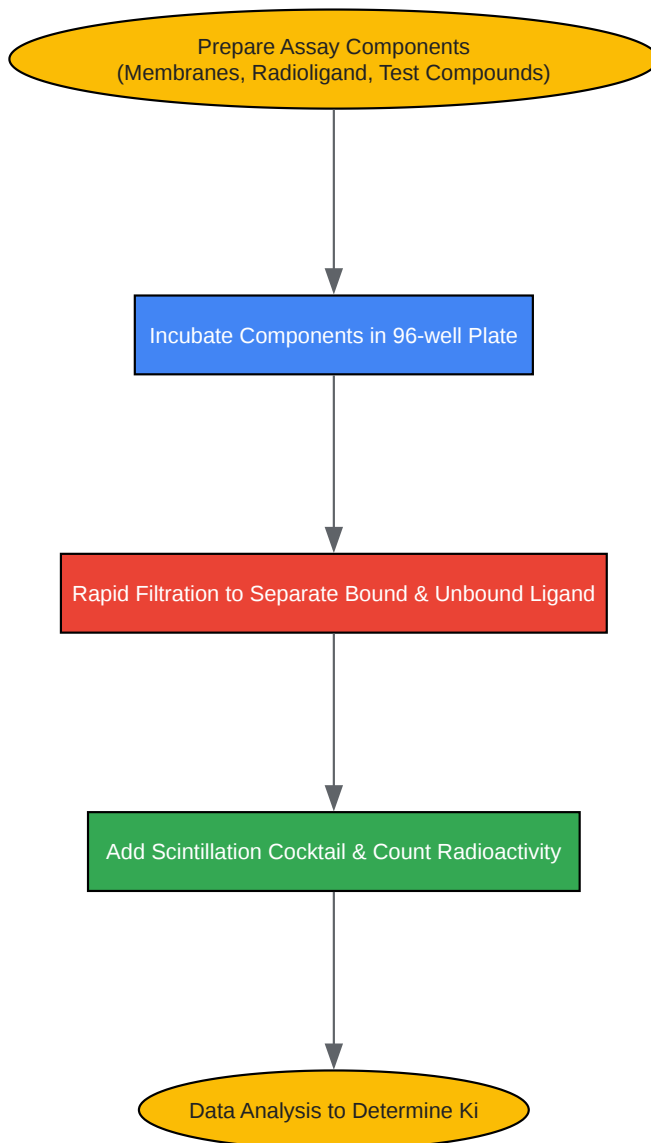 Prepare Assay Components
(Membranes, Radioligand, Test Compounds)
Incubate Components in 96-well Plate
Rapid Filtration to Separate Bound & Unbound Ligand
Add Scintillation Cocktail & Count Radioactivity
Data Analysis to Determine Ki